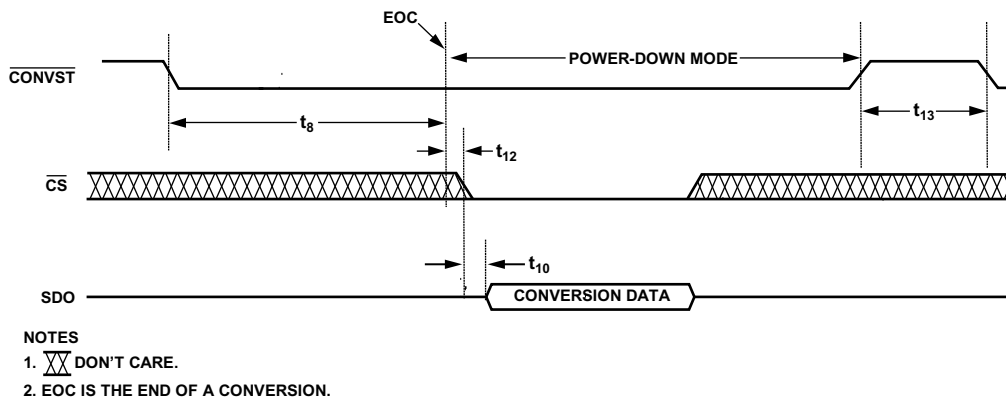 EOC
POWER-DOWN MODE
CONVST
t8
t13
t12
CS
t10
SDO
CONVERSION DATA
NOTES
1. DON'T CARE.
2. EOC IS THE END OF A CONVERSION.